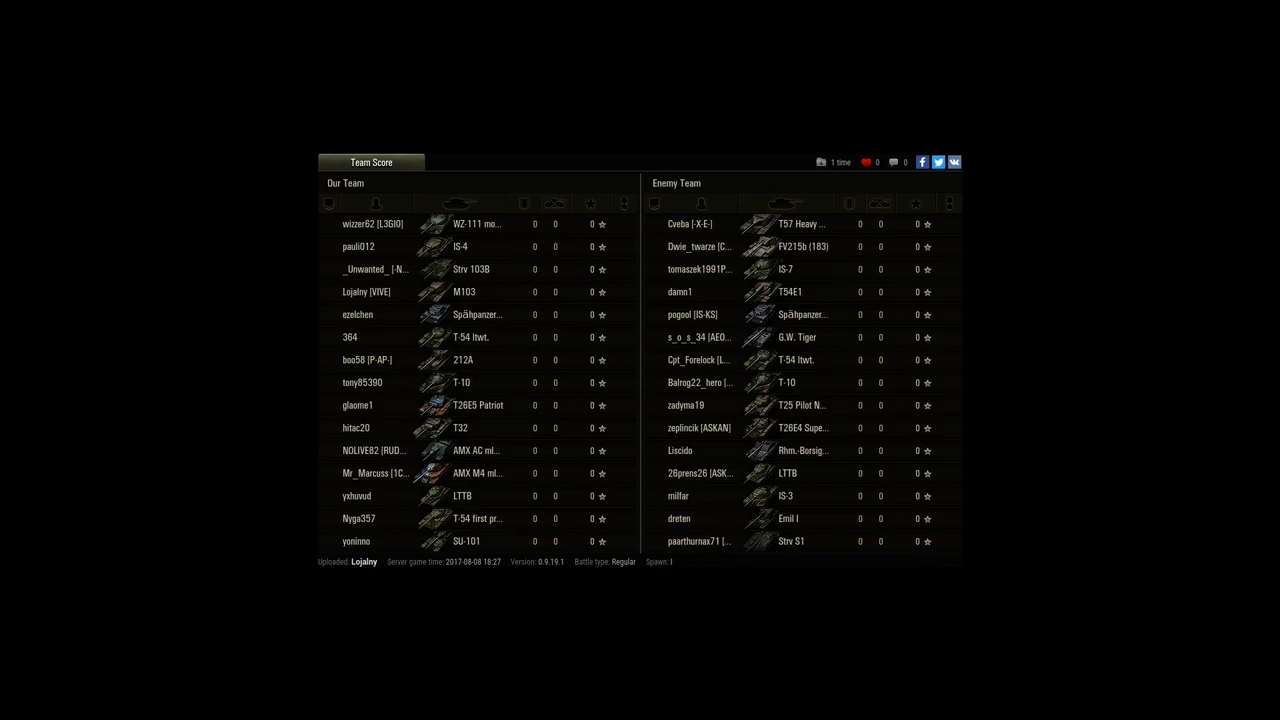 Team Score 1 time 0 0
Our Team Enemy Team
wizzer62 [L3GIO] WZ-111 mo... 0 0 0 Cveba [-X-E-] T57 Heavy ... 0 0 0
pauli012 IS-4 0 0 0 Dwie_twarze [C... FV215b (183) 0 0 0
_Unwanted_ [-N... Strv 103B 0 0 0 tomaszek1991P... IS-7 0 0 0
Lojalny [VIVE] M103 0 0 0 damn1 T54E1 0 0 0
ezelchen Spähpanzer... 0 0 0 pogool [IS-KS] Spähpanzer... 0 0 0
364 T-54 ltwt. 0 0 0 s_o_s_34 [AEO... G.W. Tiger 0 0 0
boo58 [P-AP-] 212A 0 0 0 Cpt_Forelock [L... T-54 ltwt. 0 0 0
tony85390 T-10 0 0 0 Balrog22_hero [... T-10 0 0 0
glaome1 T26E5 Patriot 0 0 0 zadyma19 T25 Pilot N... 0 0 0
hitac20 T32 0 0 0 zeplincik [ASKAN] T26E4 Supe... 0 0 0
NOLIVE82 [RUD... AMX AC ml... 0 0 0 Liscido Rhm.-Borsig... 0 0 0
Mr_Marcuss [1C... AMX M4 ml... 0 0 0 26prens26 [ASK... LTTB 0 0 0
yxhuvud LTTB 0 0 0 milfar IS-3 0 0 0
Nyga357 T-54 first pr... 0 0 0 dreten Emil I 0 0 0
yoninno SU-101 0 0 0 paarthurnax71 [... Strv S1 0 0 0
Uploaded: Lojalny Server game time: 2017-08-08 18:27 Version: 0.9.19.1 Battle type: Regular Spawn: I